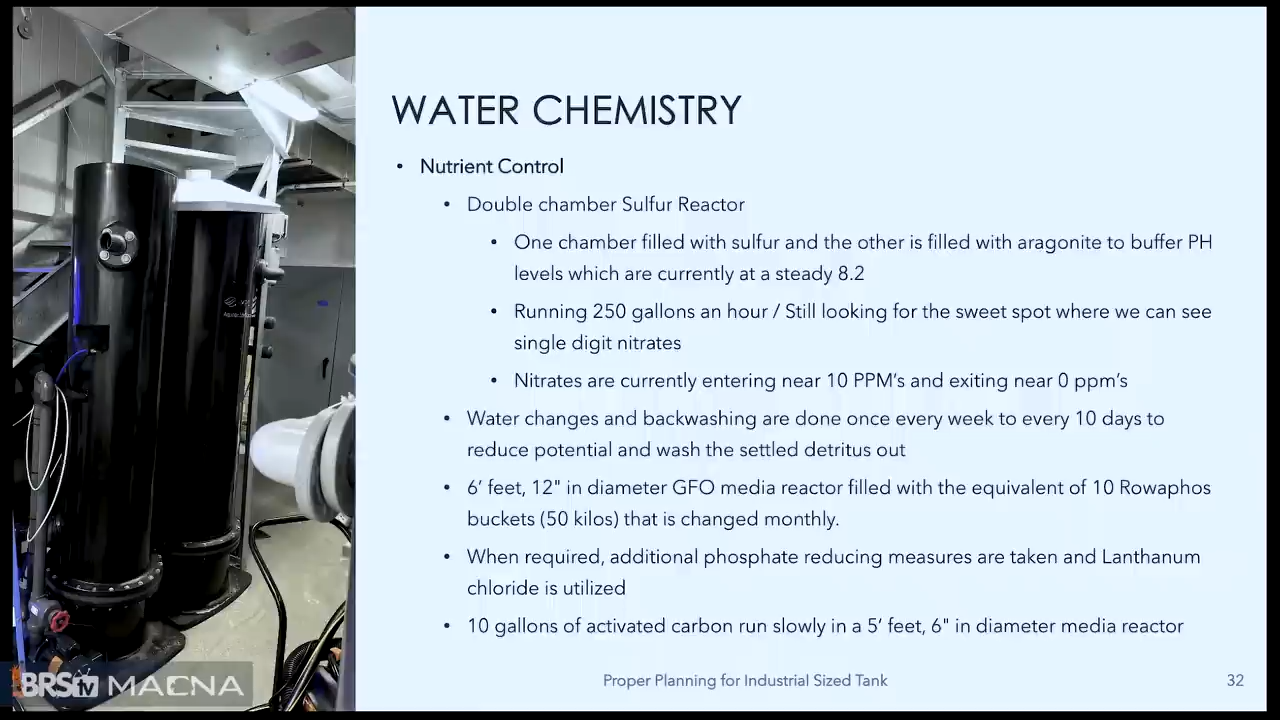 WATER CHEMISTRY
• Nutrient Control
• Double chamber Sulfur Reactor
• One chamber filled with sulfur and the other is filled with aragonite to buffer PH
levels which are currently at a steady 8.2
• Running 250 gallons an hour / Still looking for the sweet spot where we can see
single digit nitrates
• Nitrates are currently entering near 10 PPM’s and exiting near 0 ppm’s
• Water changes and backwashing are done once every week to every 10 days to
reduce potential and wash the settled detritus out
• 6’ feet, 12" in diameter GFO media reactor filled with the equivalent of 10 Rowaphos
buckets (50 kilos) that is changed monthly.
• When required, additional phosphate reducing measures are taken and Lanthanum
chloride is utilized
• 10 gallons of activated carbon run slowly in a 5’ feet, 6" in diameter media reactor
BRStv MACNA
Proper Planning for Industrial Sized Tank
32